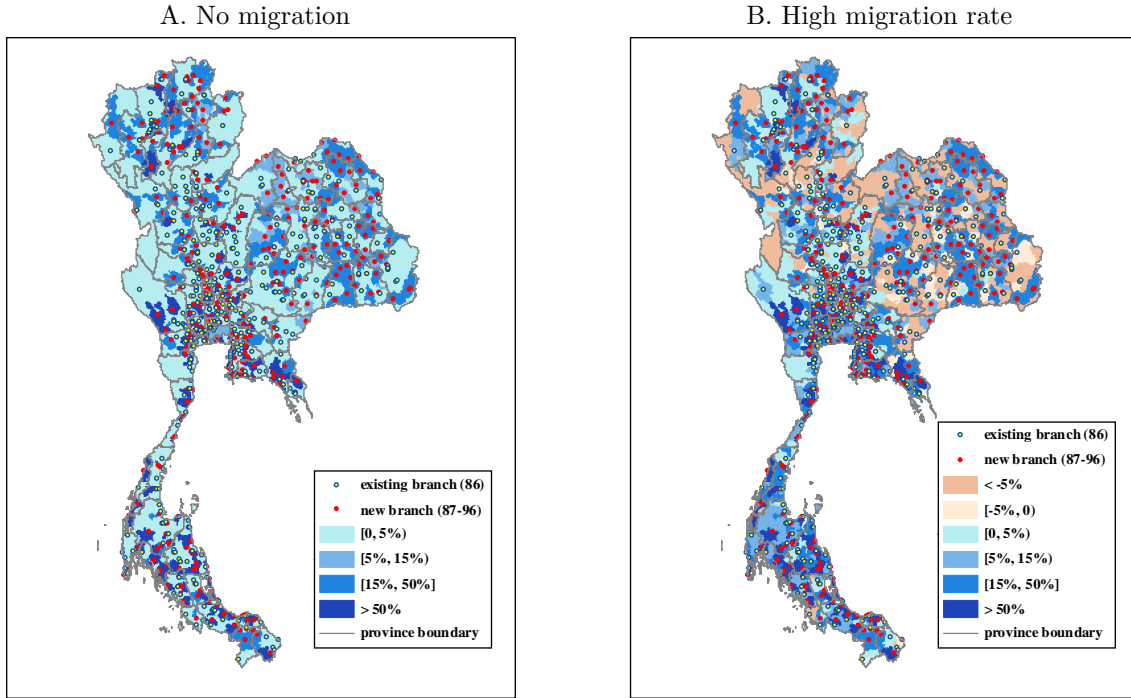 A. No migration
existing branch (86)
new branch (87-96)
[0, 5%)
[5%, 15%)
[15%, 50%]
> 50%
province boundary
B. High migration rate
existing branch (86)
new branch (87-96)
< -5%
[-5%, 0)
[0, 5%)
[5%, 15%)
[15%, 50%]
> 50%
province boundary